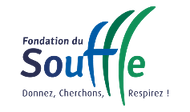 Fondation du
Souffle
Donnez, Cherchons, Respirez !